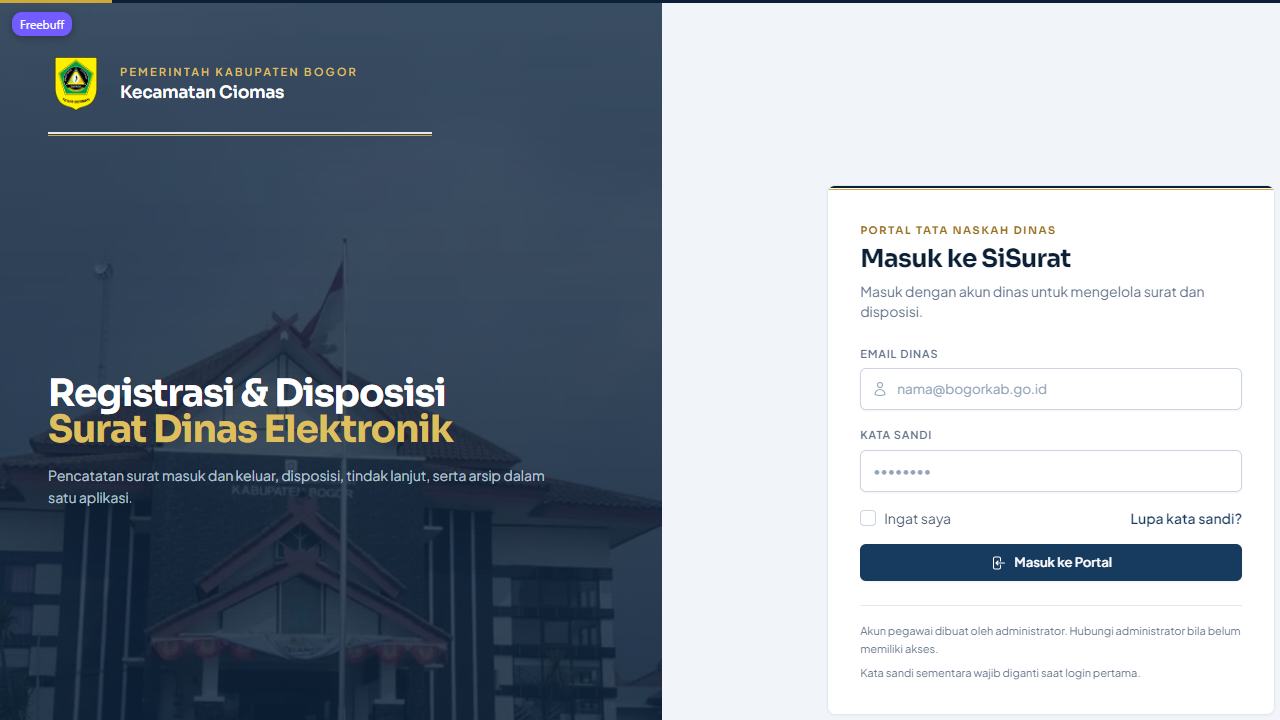 Freebuff
PEMERINTAH KABUPATEN BOGOR
Kecamatan Ciomas
Registrasi & Disposisi
Surat Dinas Elektronik
Pencatatan surat masuk dan keluar, disposisi, tindak lanjut, serta arsip dalam
satu aplikasi.
KABUPATEN BOGOR
PORTAL TATA NASKAH DINAS
Masuk ke SiSurat
Masuk dengan akun dinas untuk mengelola surat dan
disposisi.
EMAIL DINAS
nama@bogorkab.go.id
KATA SANDI
••••••••
Ingat saya
Lupa kata sandi?
Masuk ke Portal
Akun pegawai dibuat oleh administrator. Hubungi administrator bila belum
memiliki akses.
Kata sandi sementara wajib diganti saat login pertama.